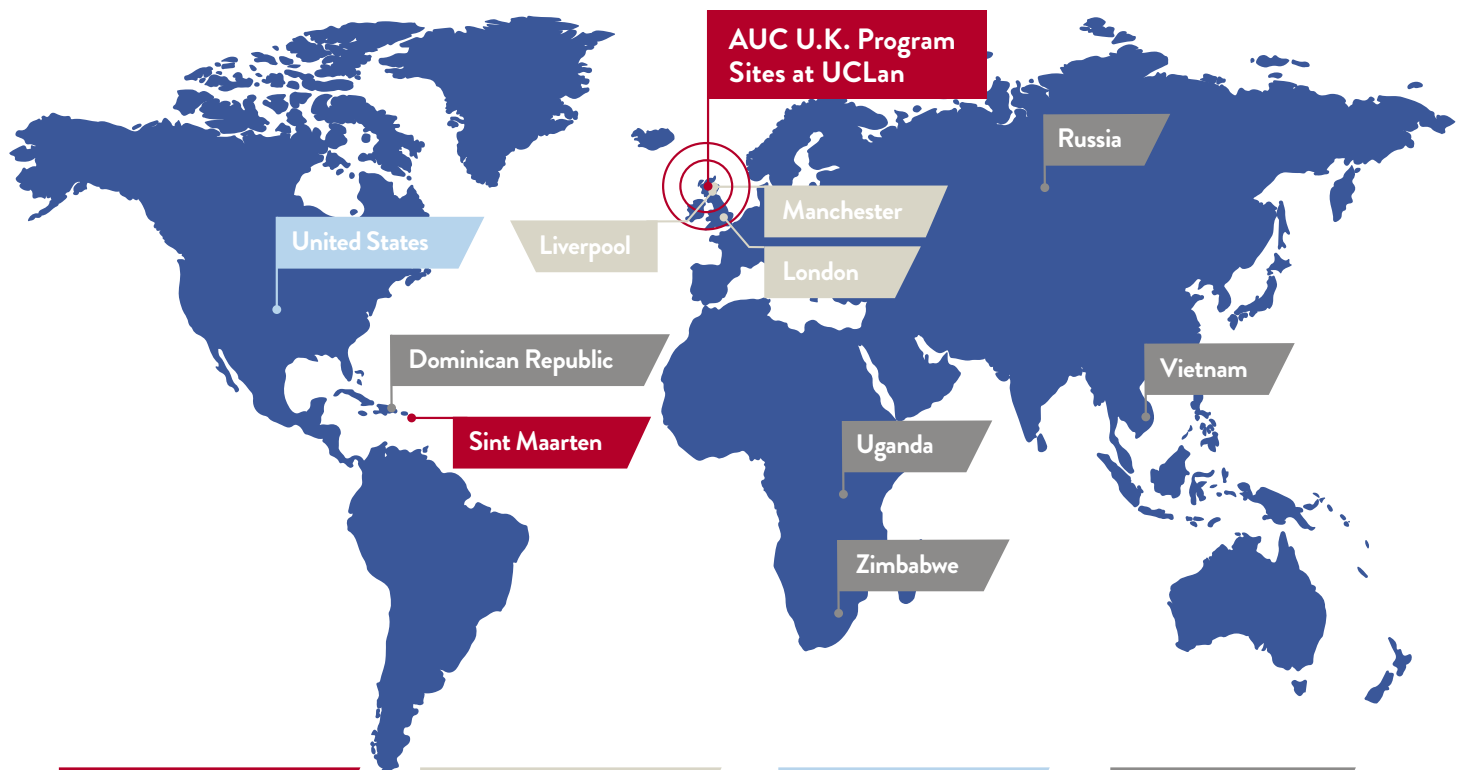 AUC U.K. Program
Sites at UCLan
Russia
Manchester
United States
Liverpool
London
Dominican Republic
Vietnam
Sint Maarten
Uganda
Zimbabwe